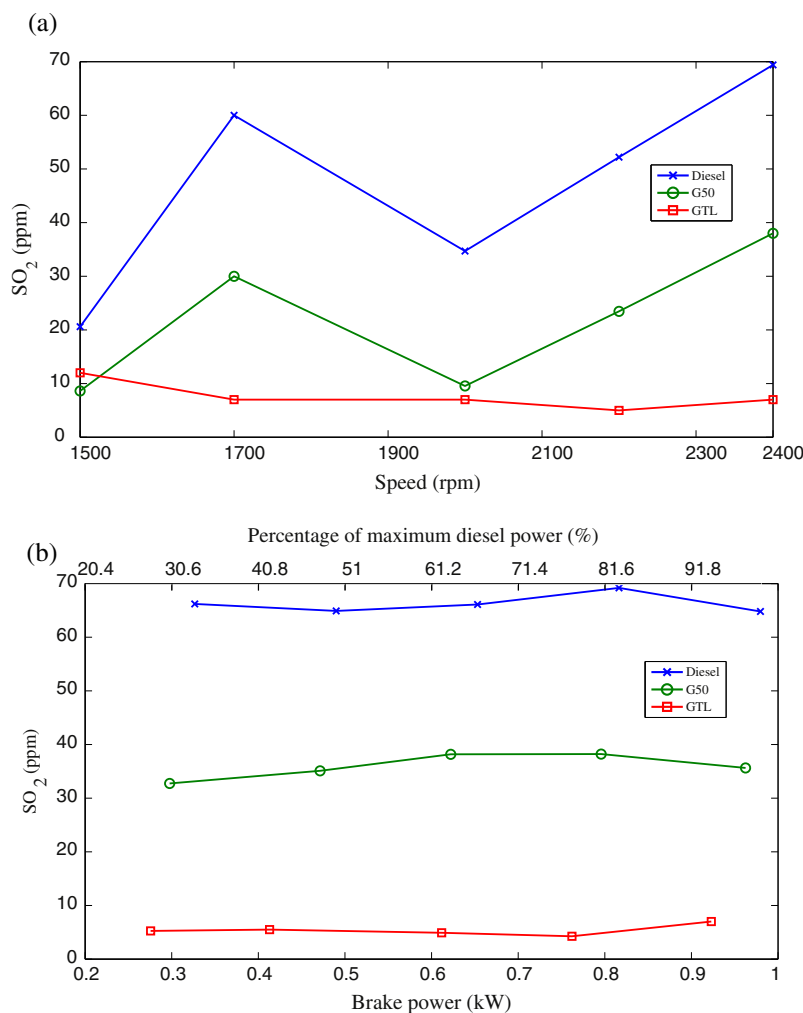 (a)
70
60
50
40
30
20
10
0
SO2 (ppm)
Diesel
G50
GTL
1500 1700 1900 2100 2300 2400
Speed (rpm)
Percentage of maximum diesel power (%)
(b)
20.4 30.6 40.8 51 61.2 71.4 81.6 91.8
70
60
50
40
30
20
10
0
SO2 (ppm)
Diesel
G50
GTL
0.2 0.3 0.4 0.5 0.6 0.7 0.8 0.9 1
Brake power (kW)